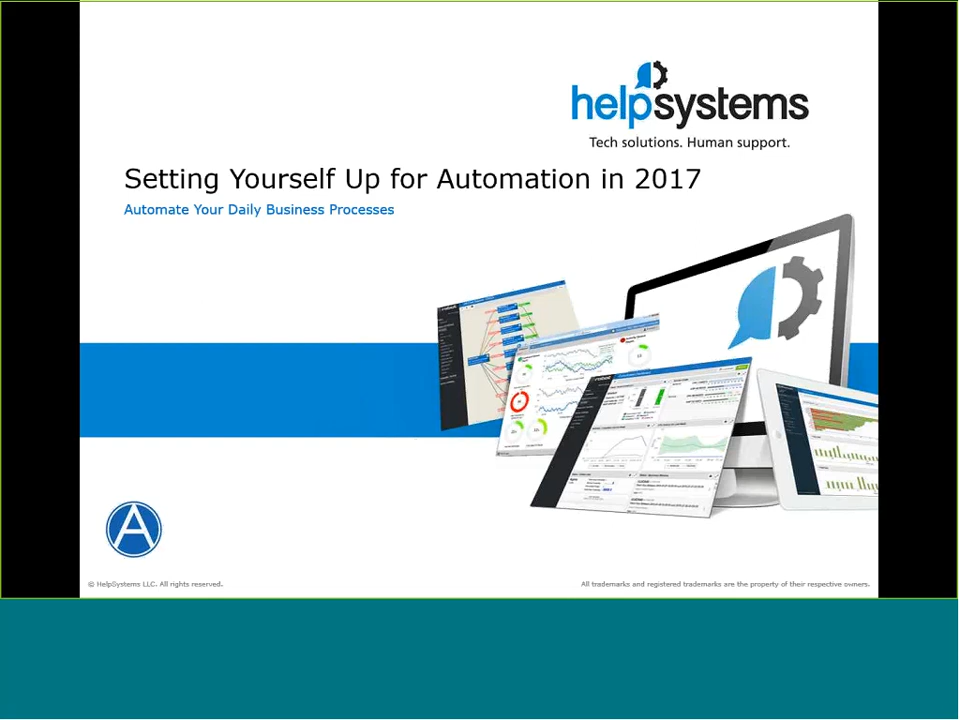 helpsystems
Tech solutions. Human support.
Setting Yourself Up for Automation in 2017
Automate Your Daily Business Processes
A
© HelpSystems LLC. All rights reserved.
All trademarks and registered trademarks are the property of their respective owners.